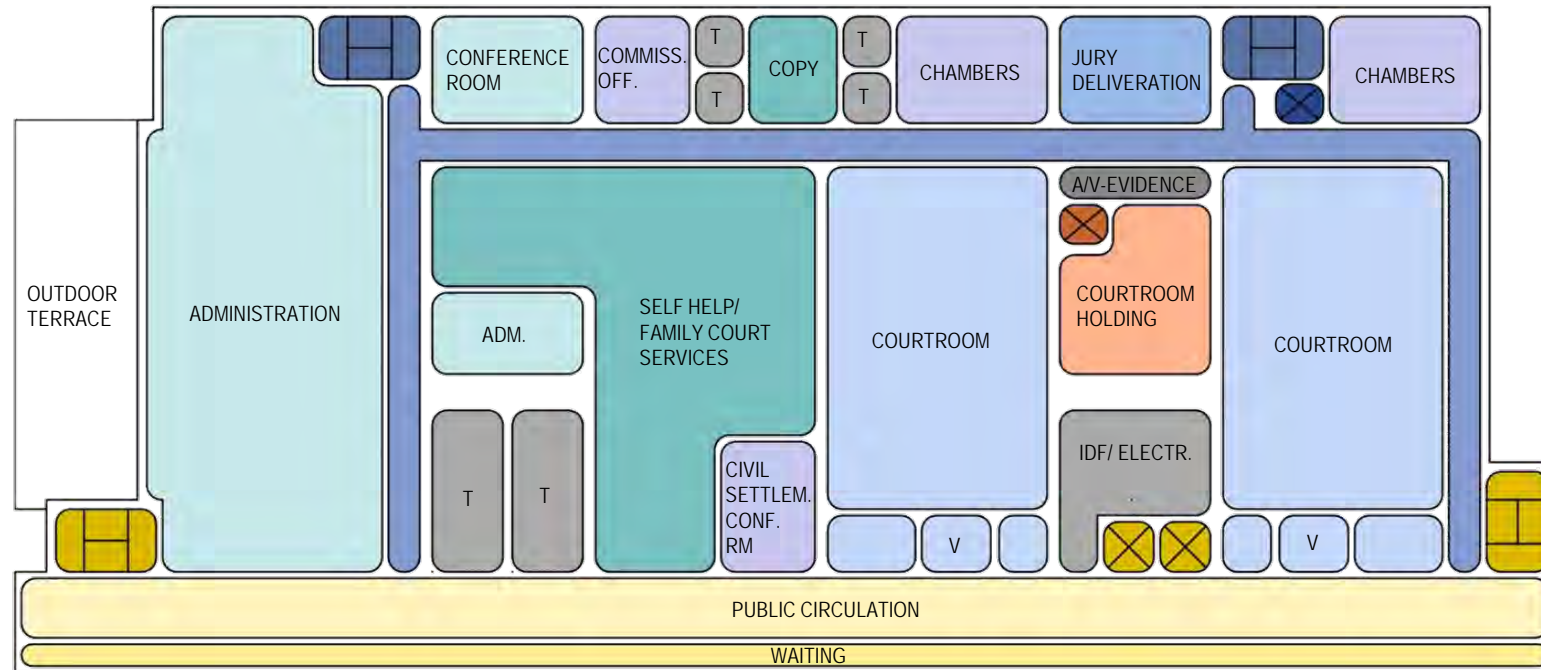 T
T
CONFERENCE
ROOM
COMMISS.
OFF.
COPY
T
T
CHAMBERS
JURY
DELIVERATION
CHAMBERS
A/V-EVIDENCE
OUTDOOR
TERRACE
ADMINISTRATION
ADM.
SELF HELP/
FAMILY COURT
SERVICES
COURTROOM
COURTROOM
HOLDING
COURTROOM
T
T
CIVIL
SETTLEM.
CONF.
RM
IDF/ ELECTR.
.
V
V
PUBLIC CIRCULATION
WAITING